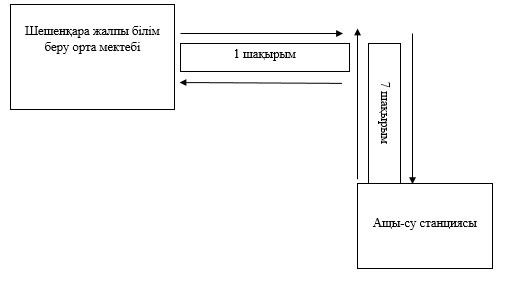 Шешенқара жалпы білім
беру орта мектебі
1 шақырым
7 шақырым
Ащы-су станциясы